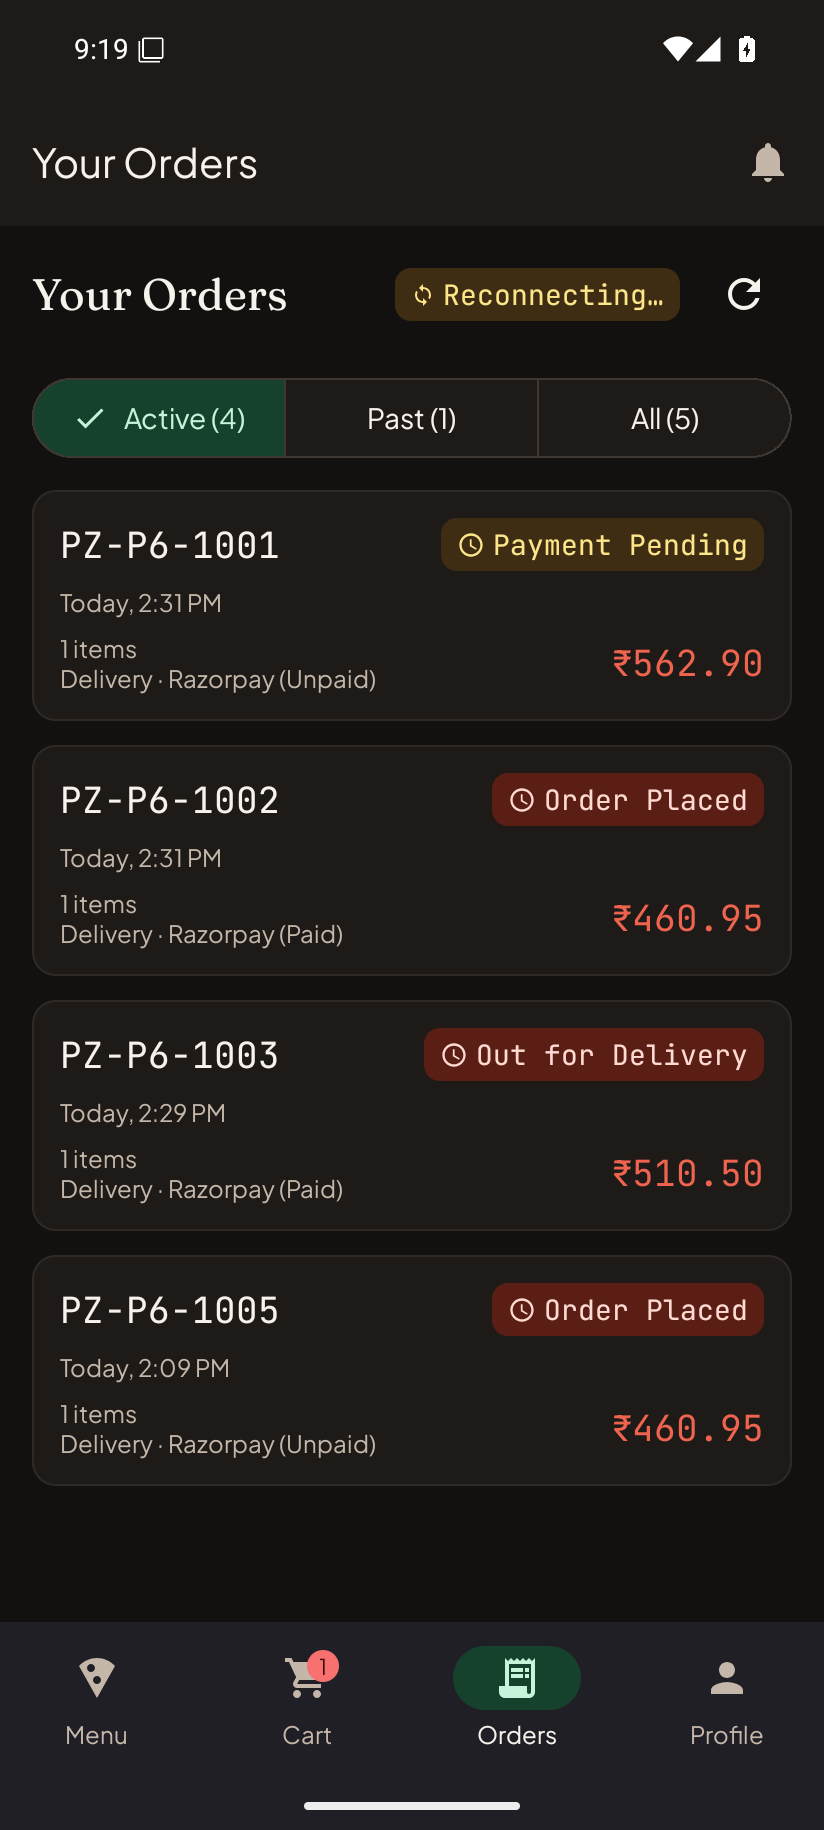 9:19
Your Orders
Your Orders
Reconnecting…
Active (4)
Past (1)
All (5)
PZ-P6-1001
Payment Pending
Today, 2:31 PM
1 items
Delivery · Razorpay (Unpaid)
₹562.90
PZ-P6-1002
Order Placed
Today, 2:31 PM
1 items
Delivery · Razorpay (Paid)
₹460.95
PZ-P6-1003
Out for Delivery
Today, 2:29 PM
1 items
Delivery · Razorpay (Paid)
₹510.50
PZ-P6-1005
Order Placed
Today, 2:09 PM
1 items
Delivery · Razorpay (Unpaid)
₹460.95
1
Menu
Cart
Orders
Profile